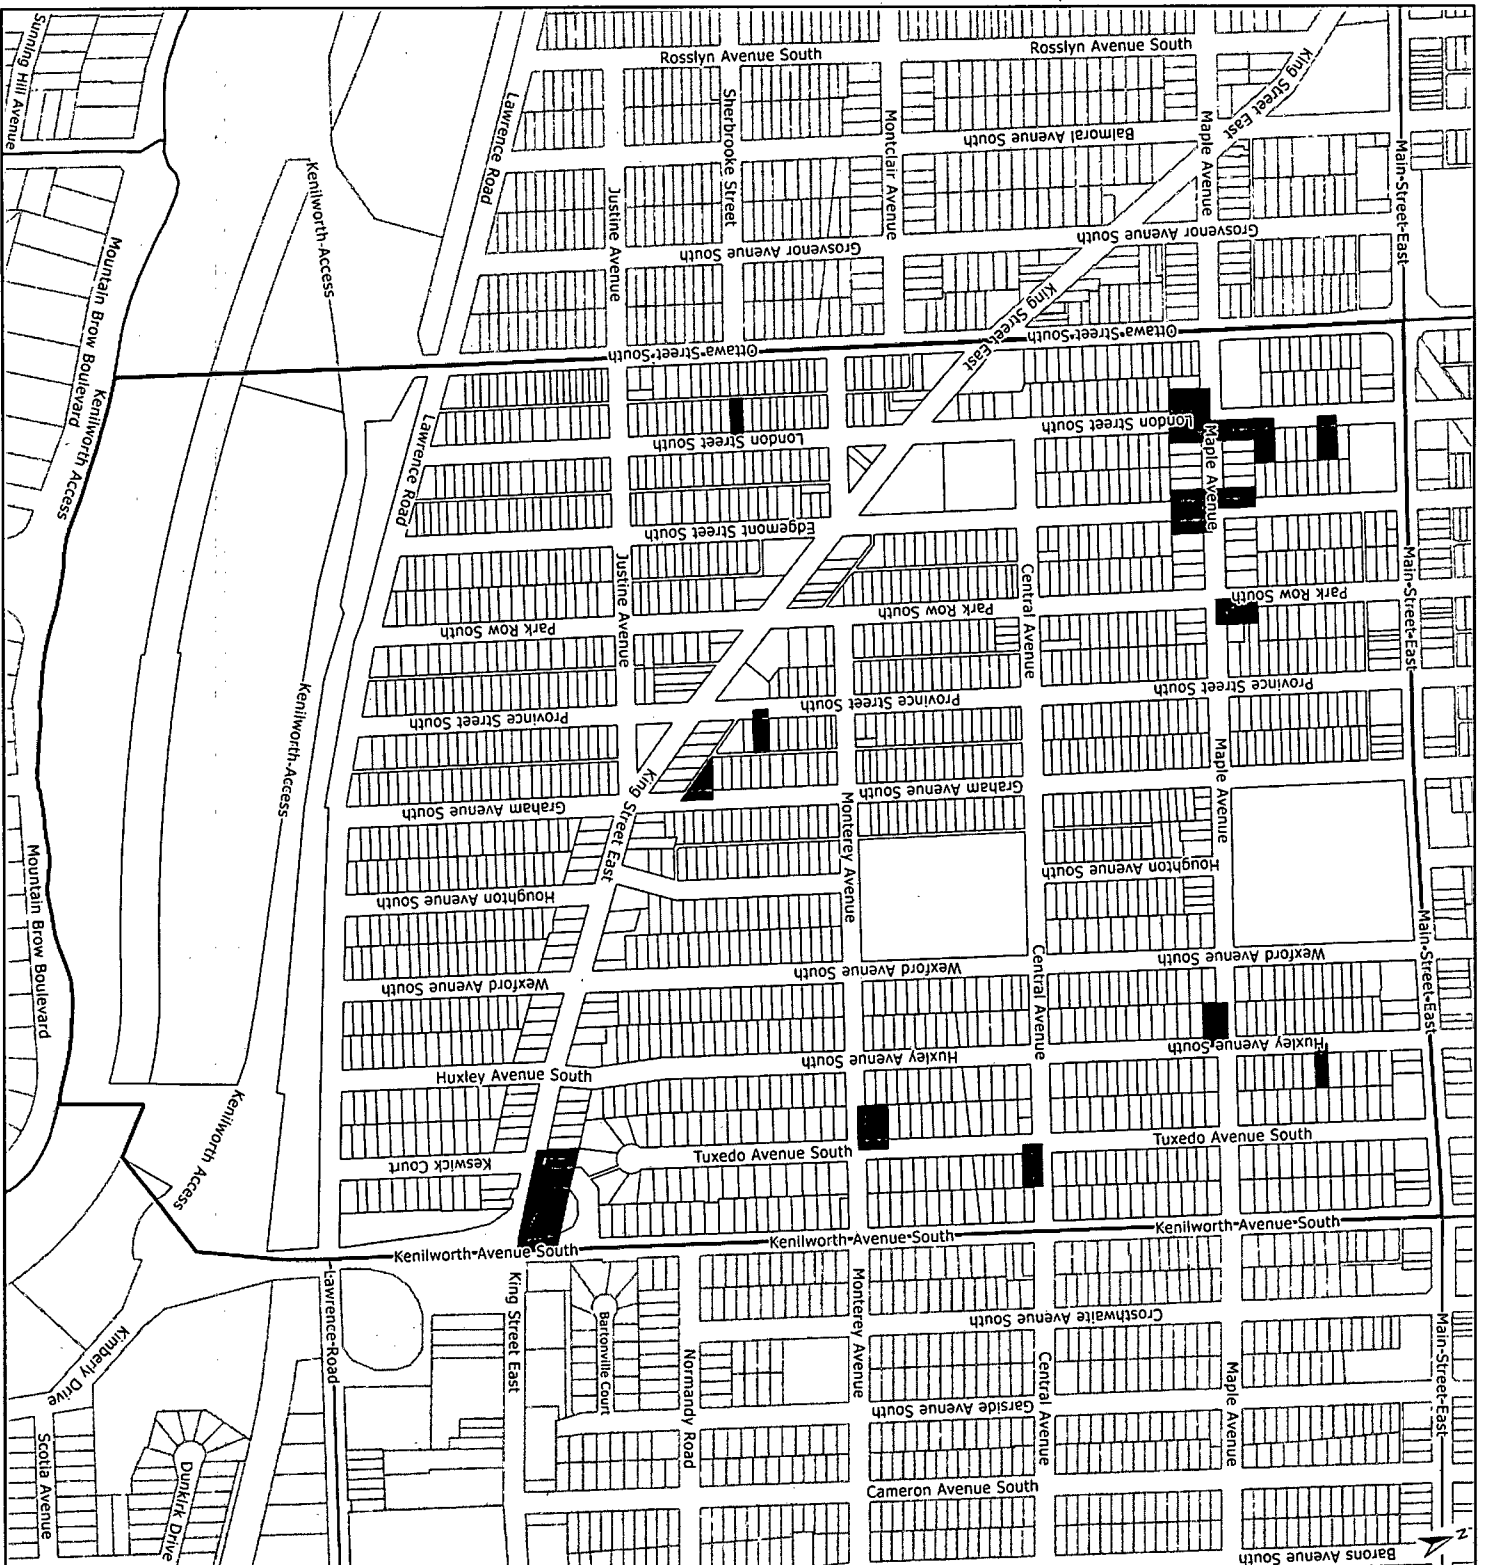 Rosslyn Avenue South
Rosslyn Avenue South
King Street East
Sunning Hill Avenue
Lawrence Road
Sherbrooke Street
Montclair Avenue
Balmoral Avenue South
Maple Avenue
King Street East
Main-Street-East
Kenilworth-Access
Justine Avenue
Grosvenor Avenue South
Grosvenor Avenue South
Mountain Brow Boulevard
King Street East
Ottawa-Street-South
Ottawa-Street-South
Kenilworth Access
Lawrence Road
London Street South
London Street South
Maple Avenue
Edgemont Street South
Justine Avenue
Central Avenue
Main-Street-East
Park Row South
Park Row South
Park Row South
Kenilworth-Access
Province Street South
Province Street South
Province Street South
Maple Avenue
King Street East
Graham Avenue South
Graham Avenue South
Monterey Avenue
Mountain Brow Boulevard
Houghton Avenue South
Houghton Avenue South
Main-Street-East
Wexford Avenue South
Wexford Avenue South
Wexford Avenue South
Central Avenue
Huxley Avenue South
Huxley Avenue South
Huxley Avenue South
Kenilworth Access
Keswick Court
Tuxedo Avenue South
Tuxedo Avenue South
Kenilworth-Avenue-South
Kenilworth-Avenue-South
Kenilworth-Avenue-South
Lawrence-Road
King Street East
Bartonville Court
Monterey Avenue
Crosthwaite Avenue South
Main-Street-East
Kimberly Drive
Normandy Road
Central Avenue
Maple Avenue
Garside Avenue South
Scotia Avenue
Dunkirk Drive
Cameron Avenue South
Barons Avenue South
N